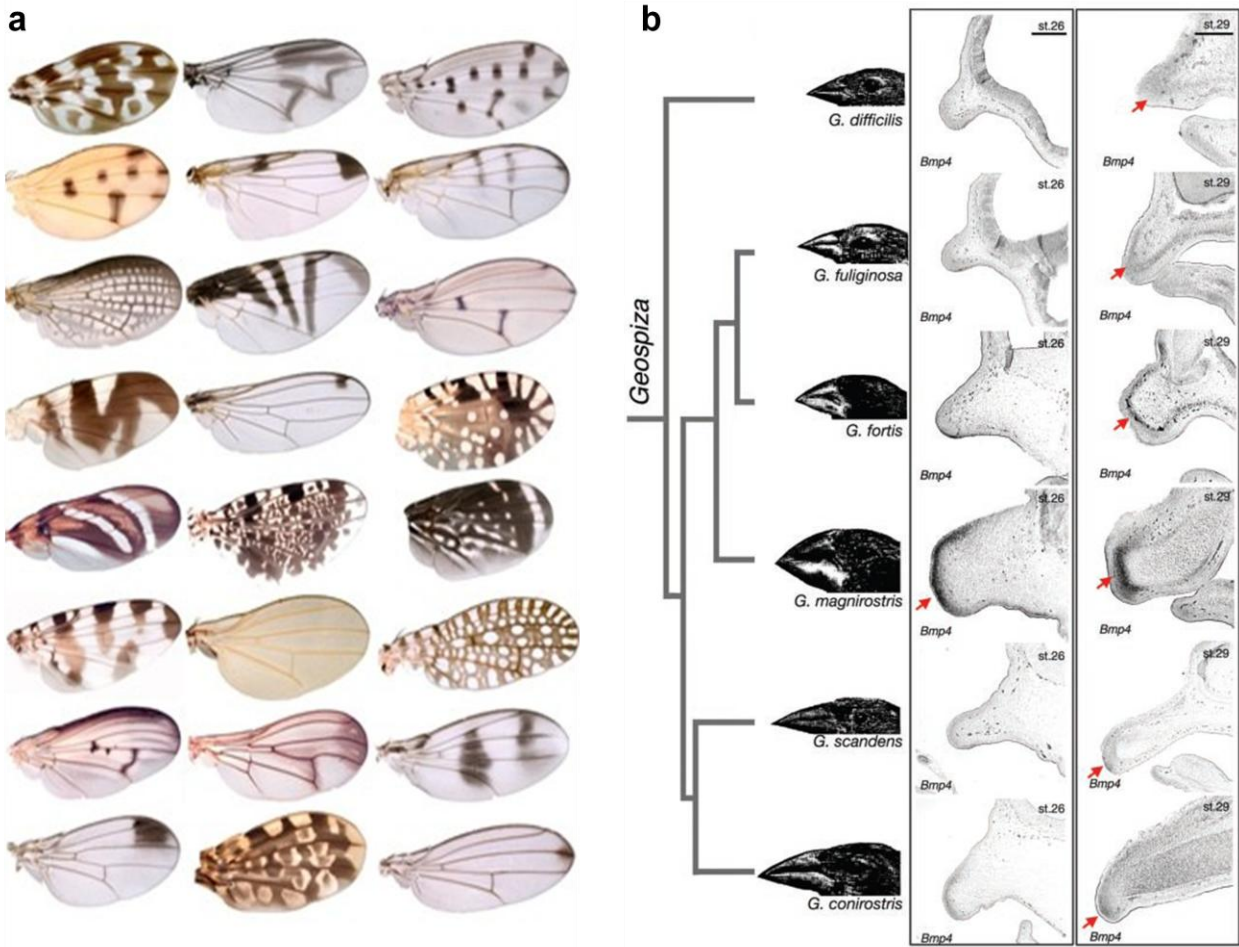 a
b
Geospiza
G. difficilis
st.26
Bmp4
st.29
Bmp4
G. fuliginosa
st.26
Bmp4
st.29
Bmp4
G. fortis
st.26
Bmp4
st.29
Bmp4
G. magnirostris
st.26
Bmp4
st.29
Bmp4
G. scandens
st.26
Bmp4
st.29
Bmp4
G. conirostris
st.26
Bmp4
st.29
Bmp4